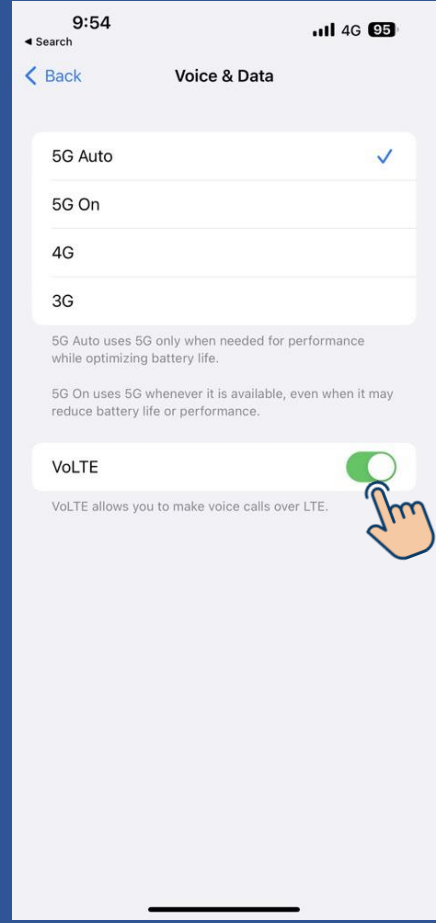 9:54
4G 95
◀ Search
Back Voice & Data
5G Auto
5G On
4G
3G
5G Auto uses 5G only when needed for performance
while optimizing battery life.
5G On uses 5G whenever it is available, even when it may
reduce battery life or performance.
VoLTE
VoLTE allows you to make voice calls over LTE.